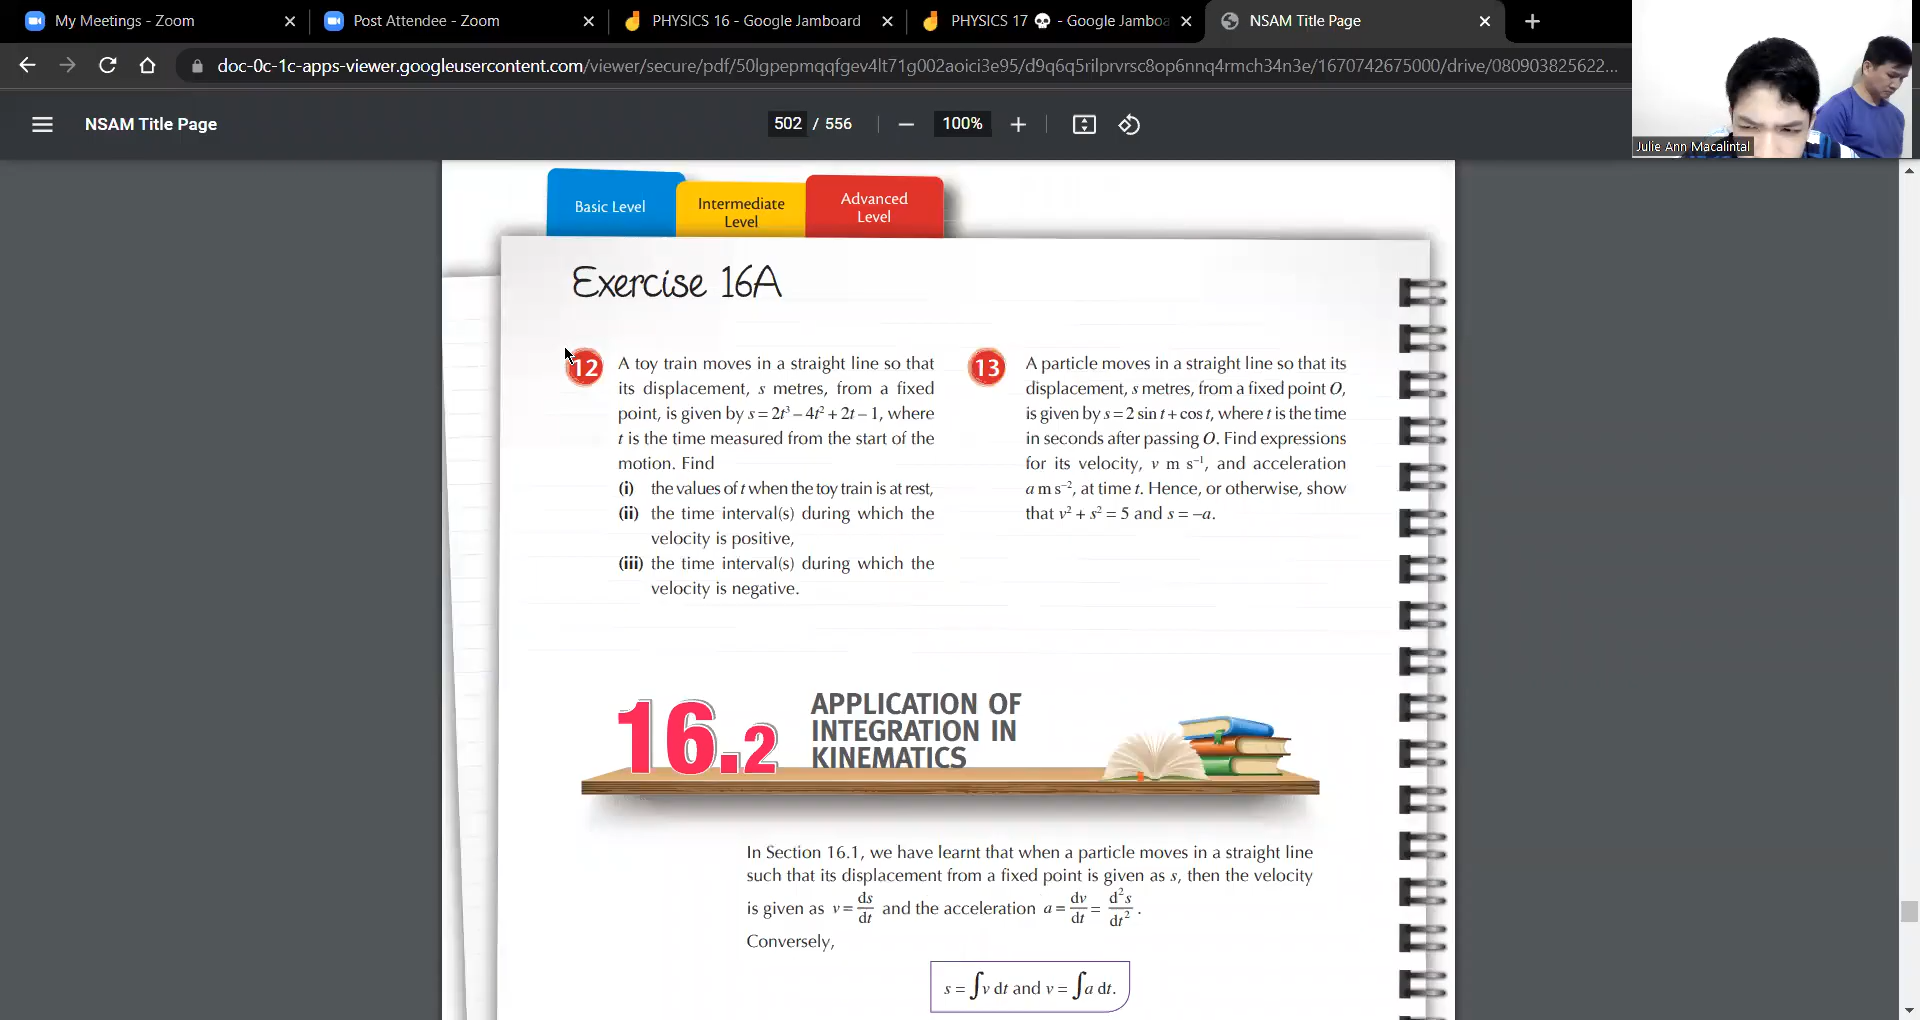 My Meetings - Zoom
Post Attendee - Zoom
PHYSICS 16 - Google Jamboard
PHYSICS 17 💀 - Google Jamboa
NSAM Title Page
doc-0c-1c-apps-viewer.googleusercontent.com/viewer/secure/pdf/50lgpepmqqfgev4lt71g002aoici3e95/d9q6q5rilprvrsc8op6nnq4rmch34n3e/1670742675000/drive/080903825622...
NSAM Title Page
502 / 556
100%
Julie Ann Macalintal
Basic Level
Intermediate
Level
Advanced
Level
Exercise 16A
12
A toy train moves in a straight line so that
its displacement, s metres, from a fixed
point, is given by s = 2t³ – 4t² + 2t – 1, where
t is the time measured from the start of the
motion. Find
(i) the values of t when the toy train is at rest,
(ii) the time interval(s) during which the
velocity is positive,
(iii) the time interval(s) during which the
velocity is negative.
13
A particle moves in a straight line so that its
displacement, s metres, from a fixed point O,
is given by s = 2 sin t + cos t, where t is the time
in seconds after passing O. Find expressions
for its velocity, v m s⁻¹, and acceleration
a m s⁻², at time t. Hence, or otherwise, show
that v² + s² = 5 and s = –a.
16.2
APPLICATION OF
INTEGRATION IN
KINEMATICS
In Section 16.1, we have learnt that when a particle moves in a straight line
such that its displacement from a fixed point is given as s, then the velocity
is given as v = ds/dt and the acceleration a = dv/dt = d²s/dt².
Conversely,
s = ∫v dt and v = ∫a dt.